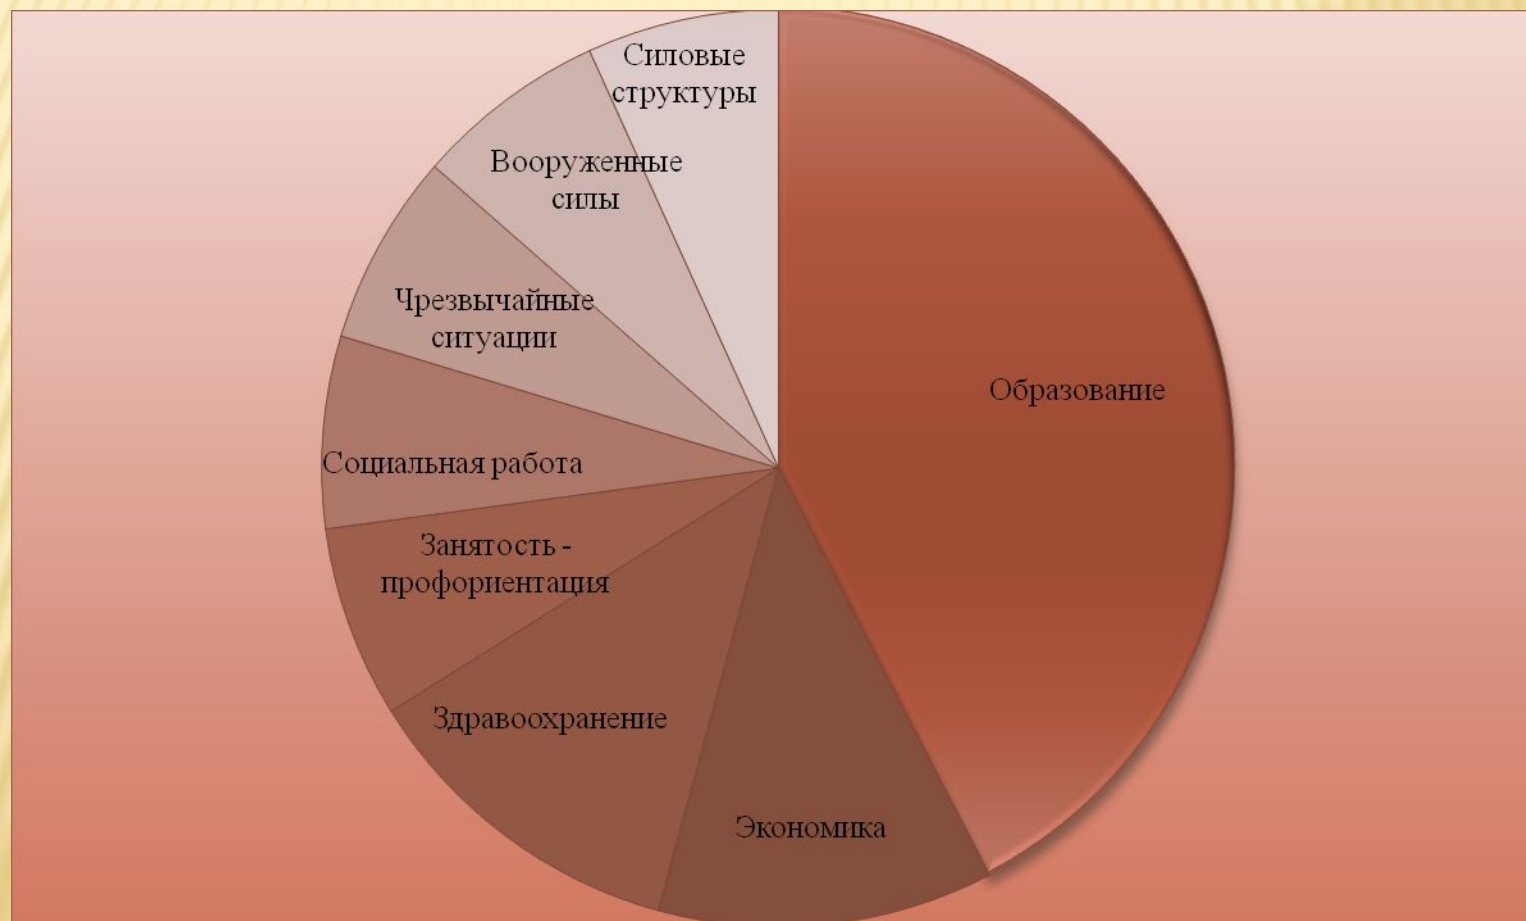 Силовые
структуры
Вооруженные
силы
Чрезвычайные
ситуации
Образование
Социальная работа
Занятость -
профориентация
Здравоохранение
Экономика